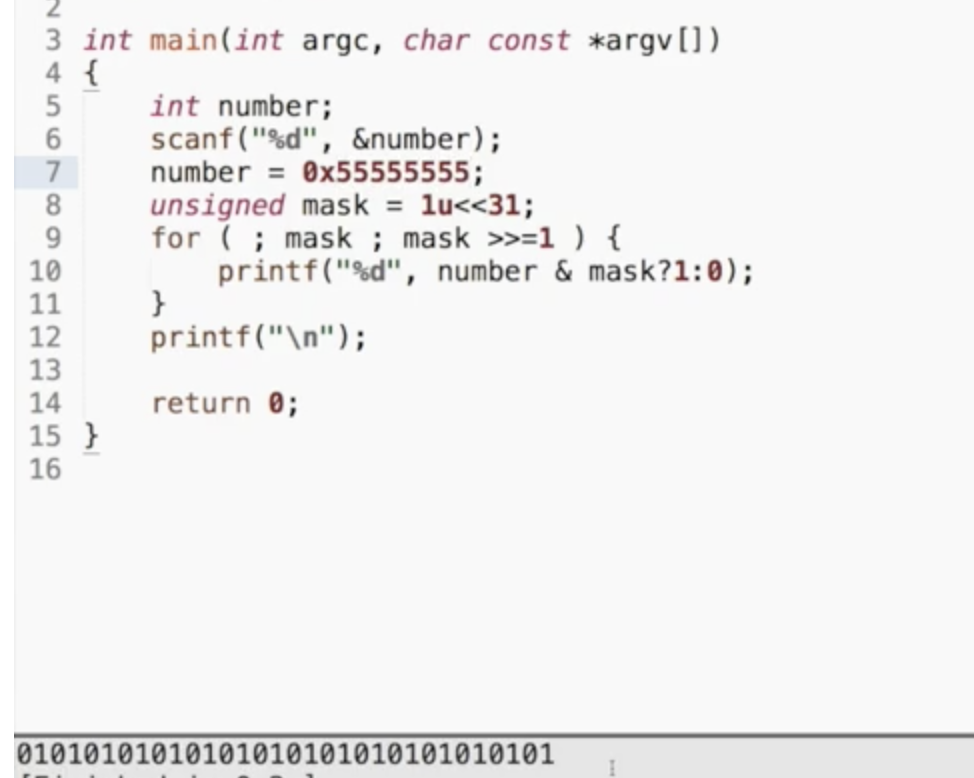 2
3 int main(int argc, char const *argv[])
4 {
5 int number;
6 scanf("%d", &number);
7 number = 0x55555555;
8 unsigned mask = 1u<<31;
9 for ( ; mask ; mask >>=1 ) {
10 printf("%d", number & mask?1:0);
11 }
12 printf("\n");
13
14 return 0;
15 }
16
01010101010101010101010101010101